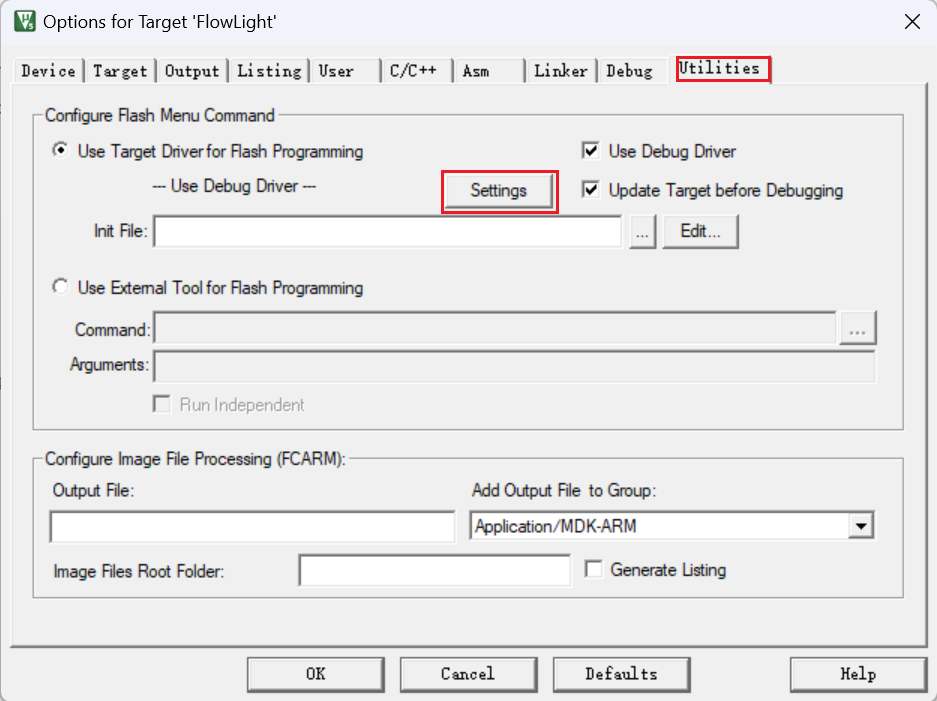 Options for Target 'FlowLight'
Device Target Output Listing User C/C++ Asm Linker Debug Utilities
Configure Flash Menu Command
Use Target Driver for Flash Programming
Use Debug Driver
--- Use Debug Driver ---
Settings
Update Target before Debugging
Init File:
...
Edit...
Use External Tool for Flash Programming
Command:
...
Arguments:
Run Independent
Configure Image File Processing (FCARM):
Output File:
Add Output File to Group:
Application/MDK-ARM
Image Files Root Folder:
Generate Listing
OK
Cancel
Defaults
Help